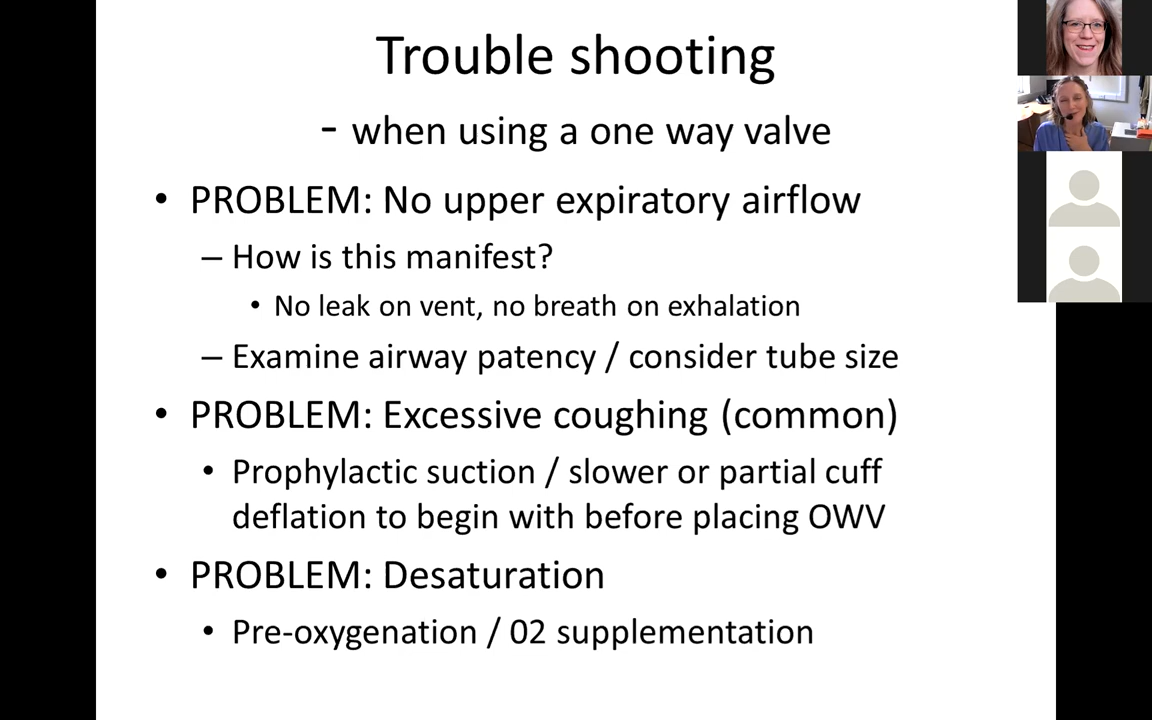 Trouble shooting
- when using a one way valve
• PROBLEM: No upper expiratory airflow
– How is this manifest?
• No leak on vent, no breath on exhalation
– Examine airway patency / consider tube size
• PROBLEM: Excessive coughing (common)
• Prophylactic suction / slower or partial cuff
deflation to begin with before placing OWV
• PROBLEM: Desaturation
• Pre-oxygenation / 02 supplementation